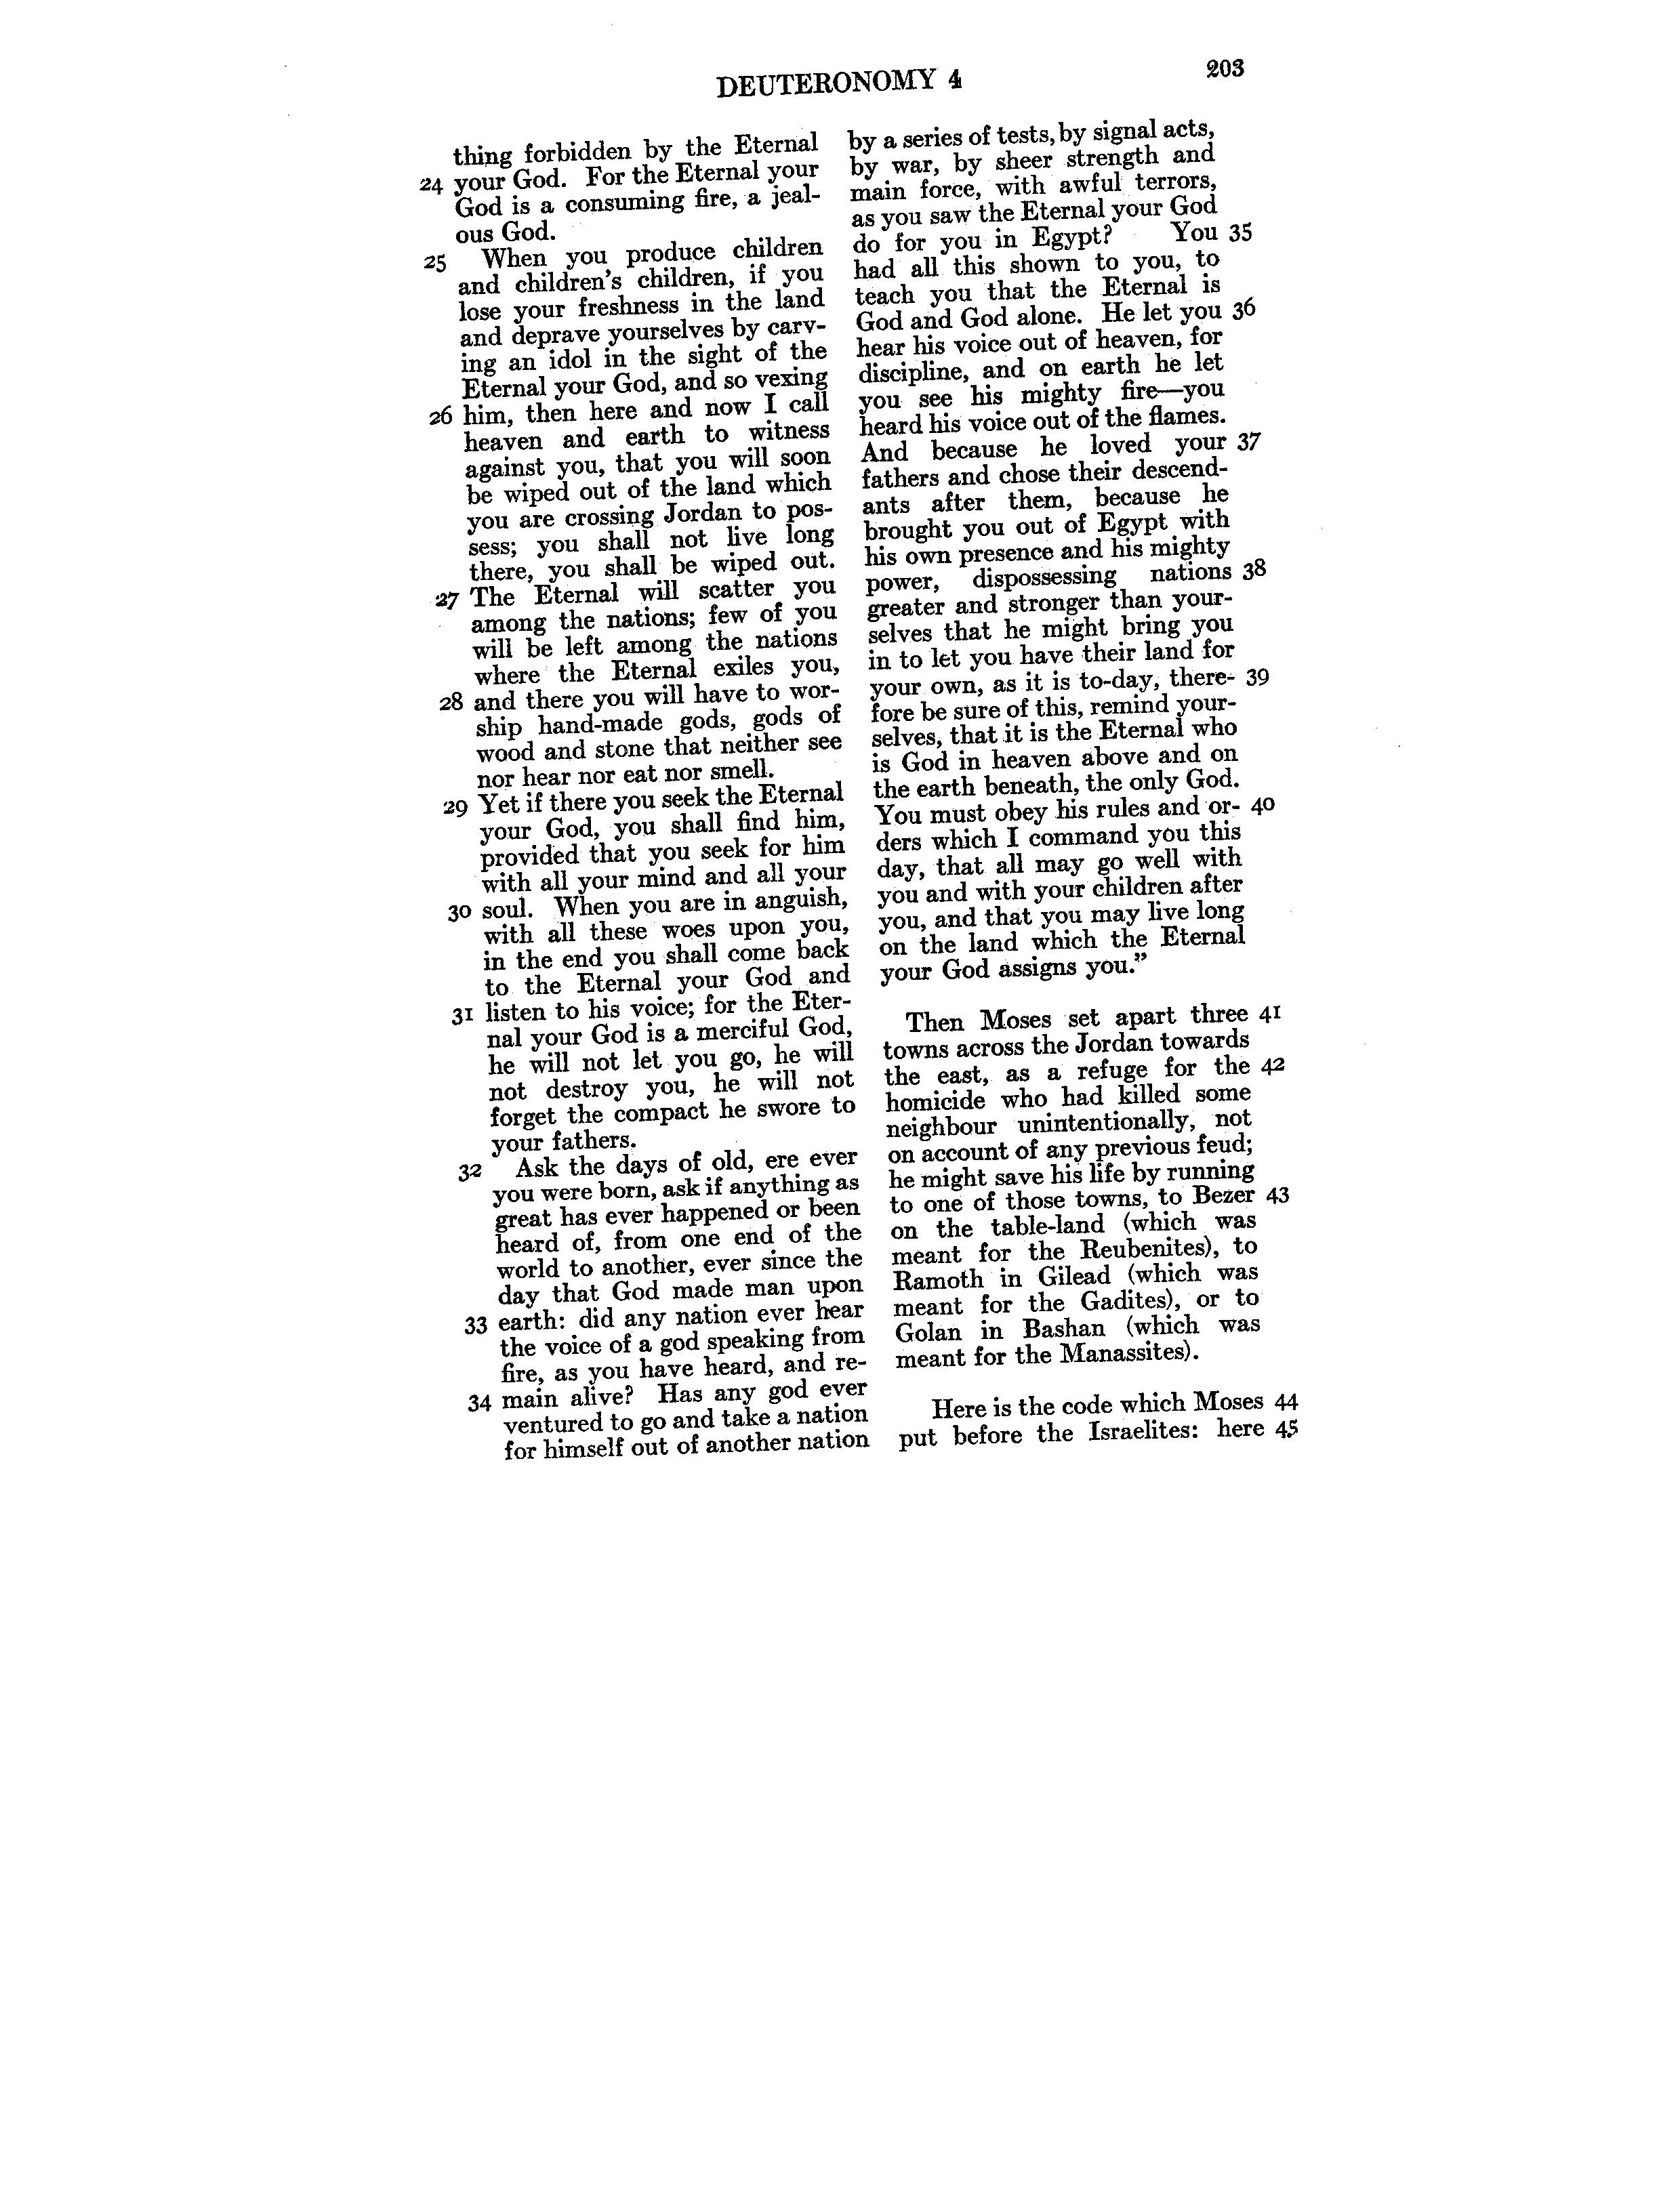 DEUTERONOMY 4 203
thing forbidden by the Eternal
24 your God. For the Eternal your
God is a consuming fire, a jeal-
ous God.
25 When you produce children
and children's children, if you
lose your freshness in the land
and deprave yourselves by carv-
ing an idol in the sight of the
Eternal your God, and so vexing
26 him, then here and now I call
heaven and earth to witness
against you, that you will soon
be wiped out of the land which
you are crossing Jordan to pos-
sess; you shall not live long
there, you shall be wiped out.
27 The Eternal will scatter you
among the nations; few of you
will be left among the nations
where the Eternal exiles you,
28 and there you will have to wor-
ship hand-made gods, gods of
wood and stone that neither see
nor hear nor eat nor smell.
29 Yet if there you seek the Eternal
your God, you shall find him,
provided that you seek for him
with all your mind and all your
30 soul. When you are in anguish,
with all these woes upon you,
in the end you shall come back
to the Eternal your God and
31 listen to his voice; for the Eter-
nal your God is a merciful God,
he will not let you go, he will
not destroy you, he will not
forget the compact he swore to
your fathers.
32 Ask the days of old, ere ever
you were born, ask if anything as
great has ever happened or been
heard of, from one end of the
world to another, ever since the
day that God made man upon
33 earth: did any nation ever hear
the voice of a god speaking from
fire, as you have heard, and re-
34 main alive? Has any god ever
ventured to go and take a nation
for himself out of another nation
by a series of tests, by signal acts,
by war, by sheer strength and
main force, with awful terrors,
as you saw the Eternal your God
do for you in Egypt? You 35
had all this shown to you, to
teach you that the Eternal is
God and God alone. He let you 36
hear his voice out of heaven, for
discipline, and on earth he let
you see his mighty fire—you
heard his voice out of the flames.
And because he loved your 37
fathers and chose their descend-
ants after them, because he
brought you out of Egypt with
his own presence and his mighty
power, dispossessing nations 38
greater and stronger than your-
selves that he might bring you
in to let you have their land for
your own, as it is to-day, there- 39
fore be sure of this, remind your-
selves, that it is the Eternal who
is God in heaven above and on
the earth beneath, the only God.
You must obey his rules and or- 40
ders which I command you this
day, that all may go well with
you and with your children after
you, and that you may live long
on the land which the Eternal
your God assigns you.”
Then Moses set apart three 41
towns across the Jordan towards
the east, as a refuge for the 42
homicide who had killed some
neighbour unintentionally, not
on account of any previous feud;
he might save his life by running
to one of those towns, to Bezer 43
on the table-land (which was
meant for the Reubenites), to
Ramoth in Gilead (which was
meant for the Gadites), or to
Golan in Bashan (which was
meant for the Manassites).
Here is the code which Moses 44
put before the Israelites: here 45